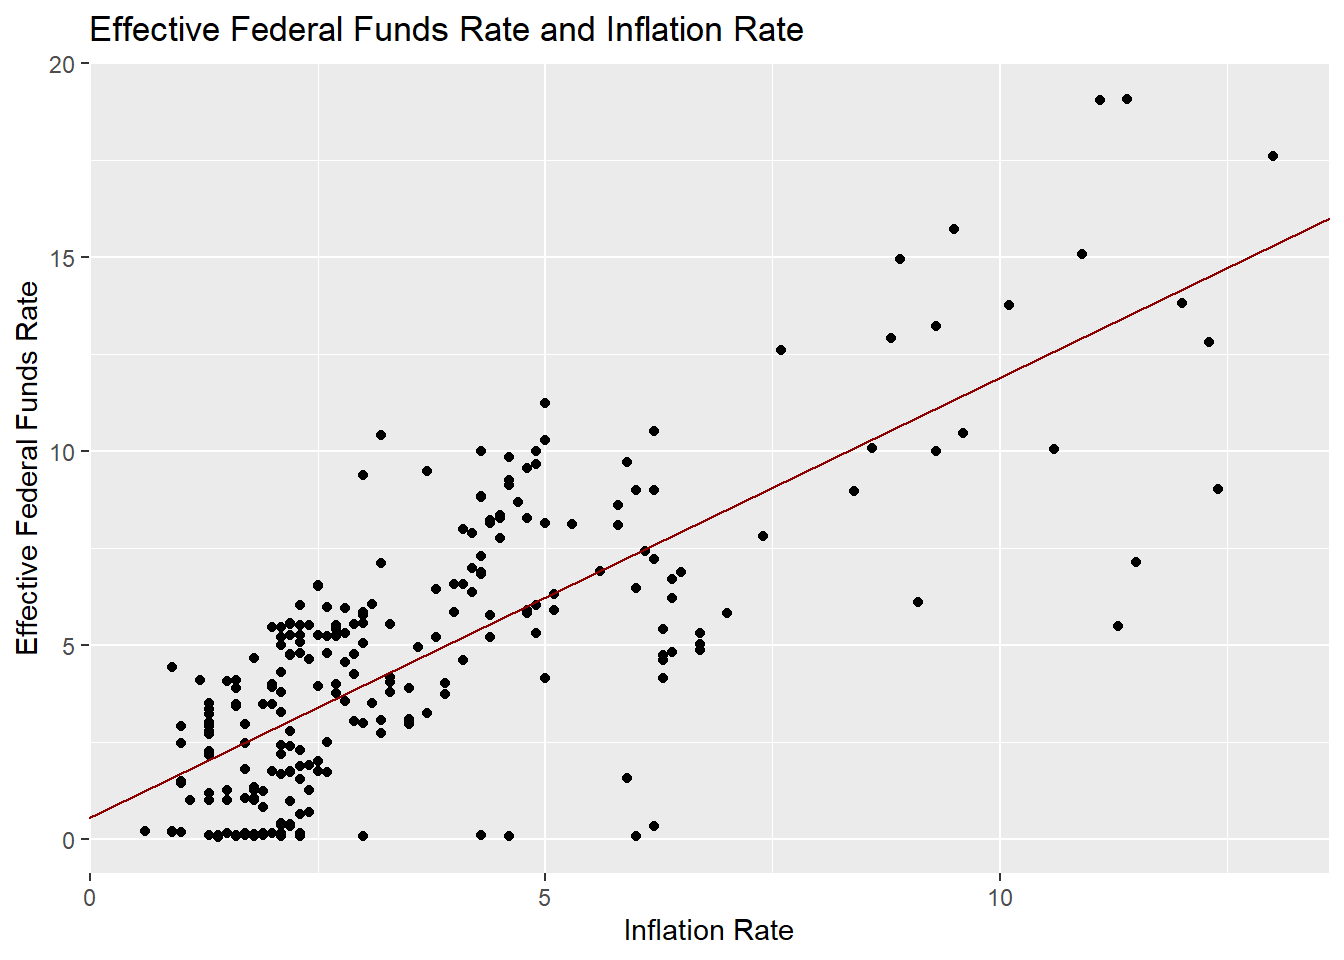 Effective Federal Funds Rate and Inflation Rate
20
15
10
5
0
Effective Federal Funds Rate
0 5 10
Inflation Rate